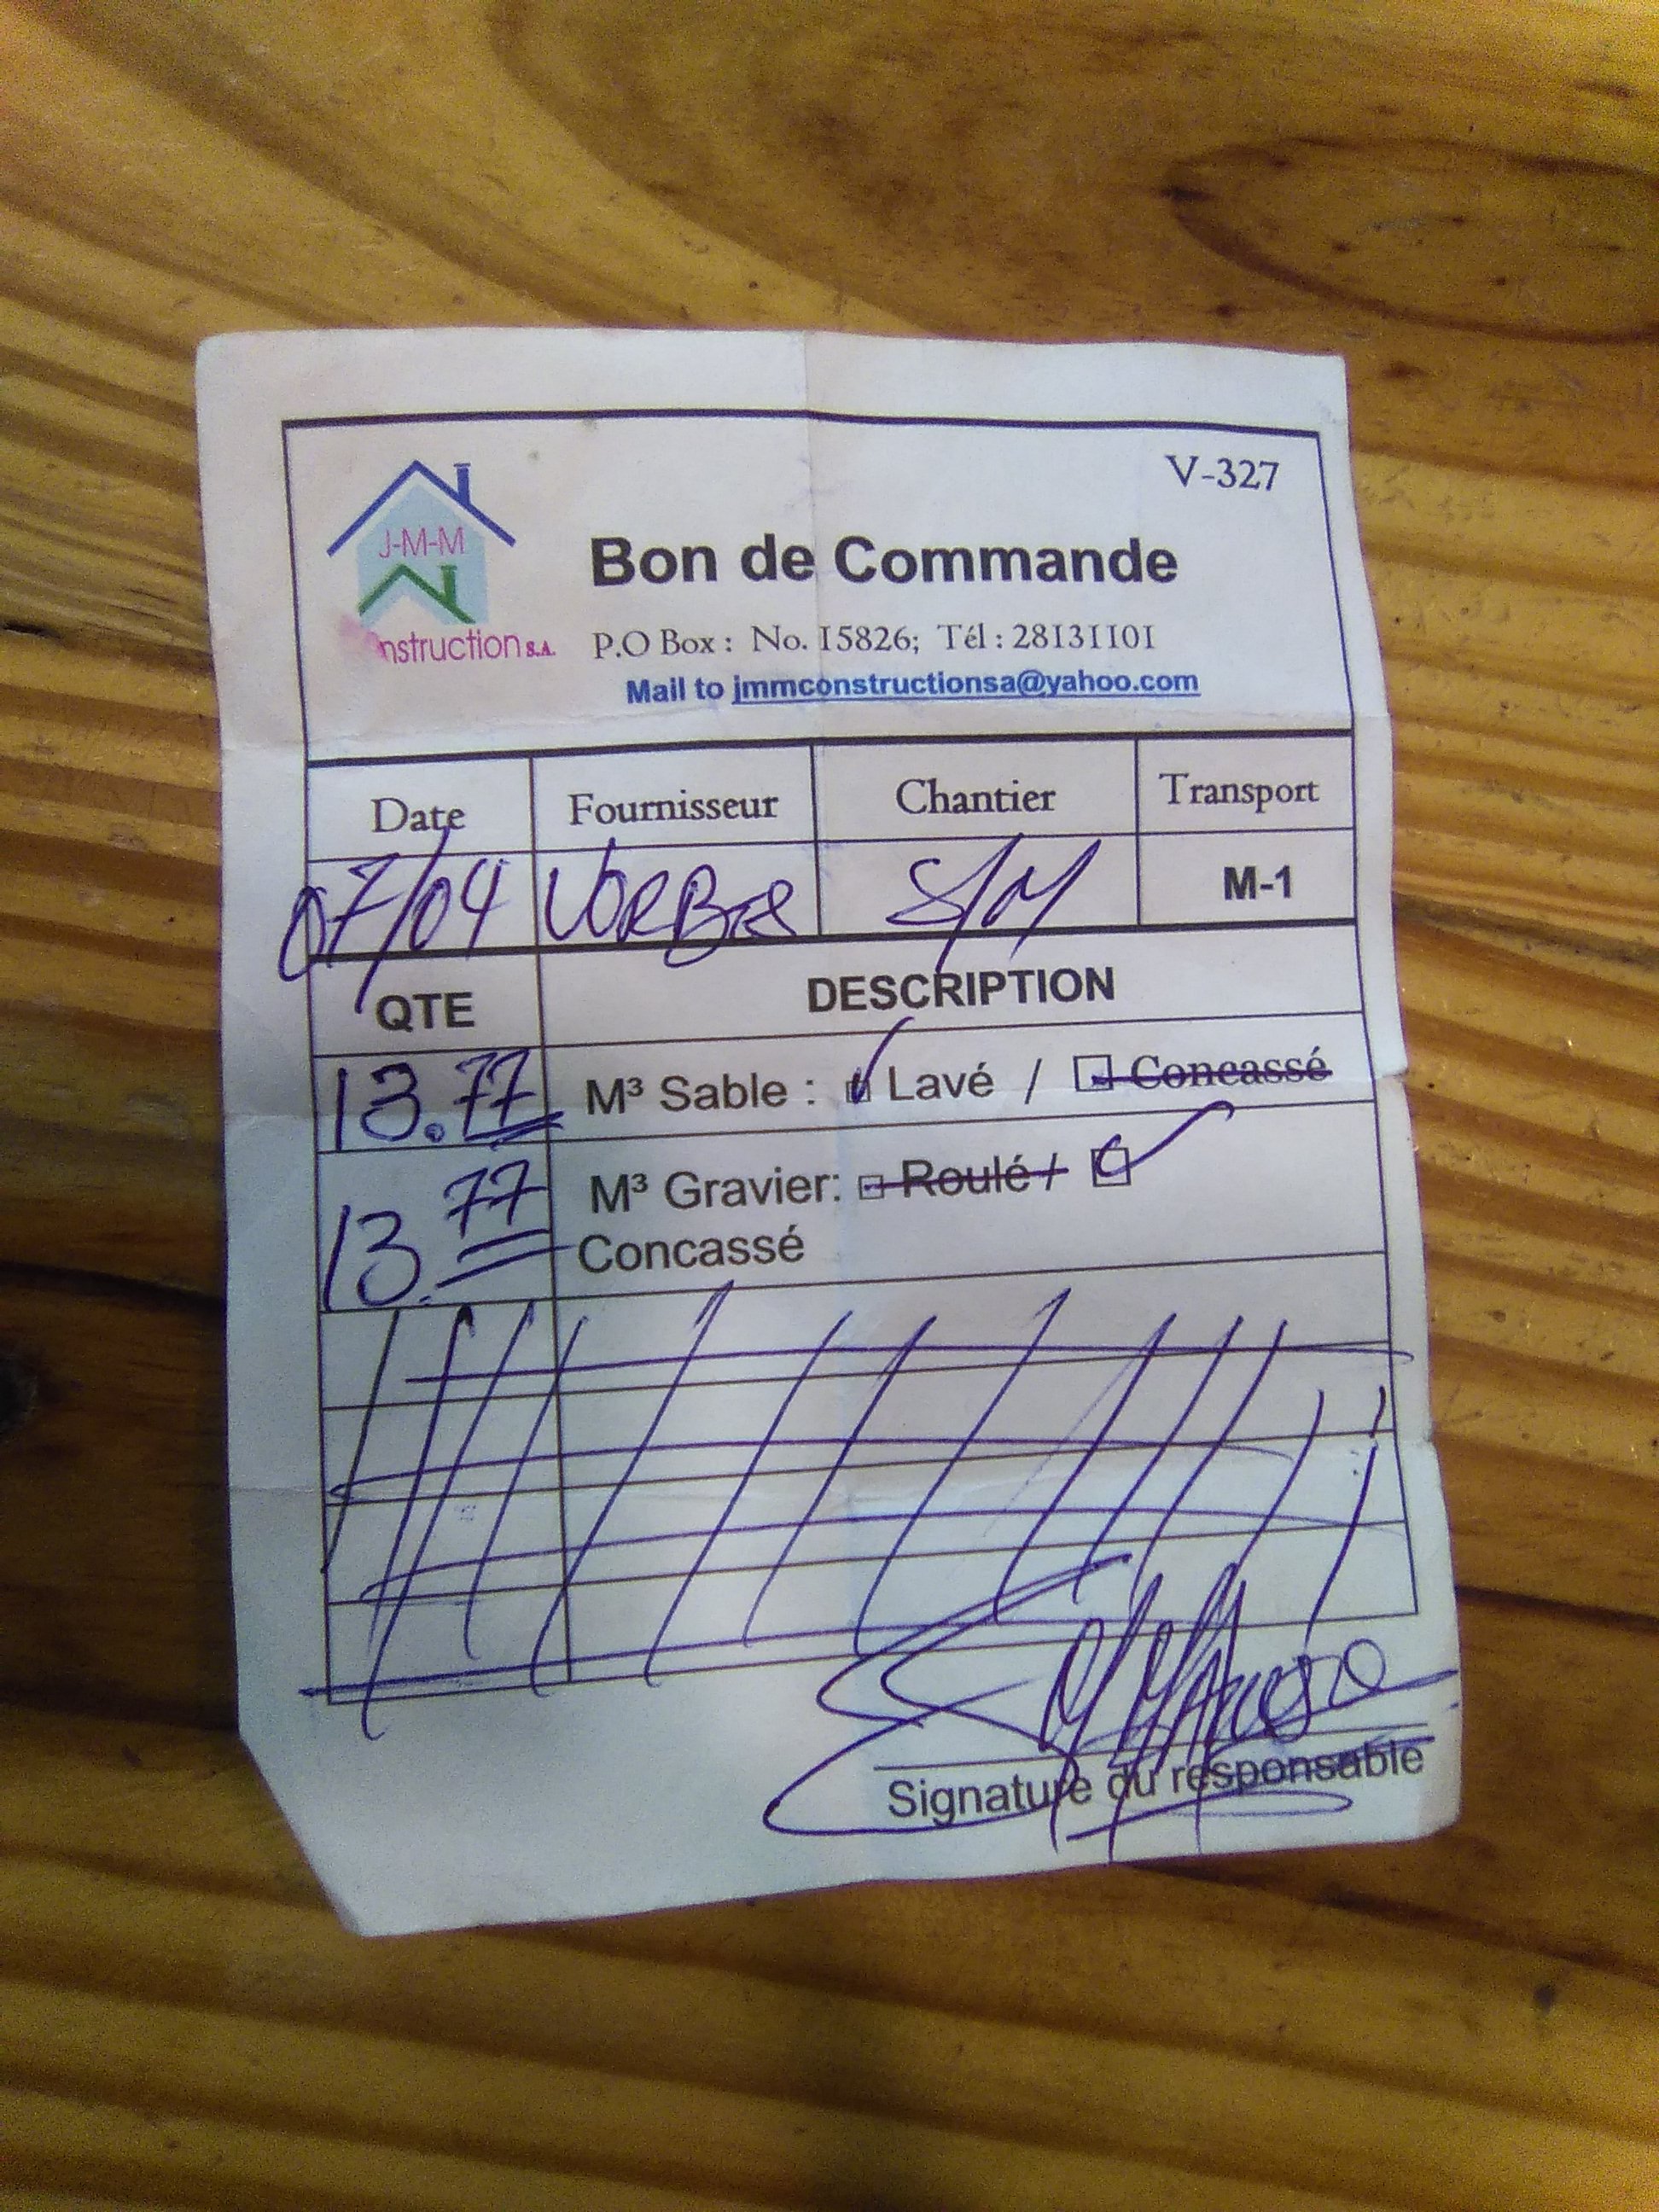 V-327
J-M-M
nstruction S.A.
Bon de Commande
P.O Box : No. 15826; Tél : 28131101
Mail to jmmconstructionsa@yahoo.com
Date Fournisseur Chantier Transport
07/04 S/M M-1
QTE DESCRIPTION
13.77 M³ Sable : Lavé / Concassé
13.77 M³ Gravier: Roulé /
Concassé
Signature du responsable